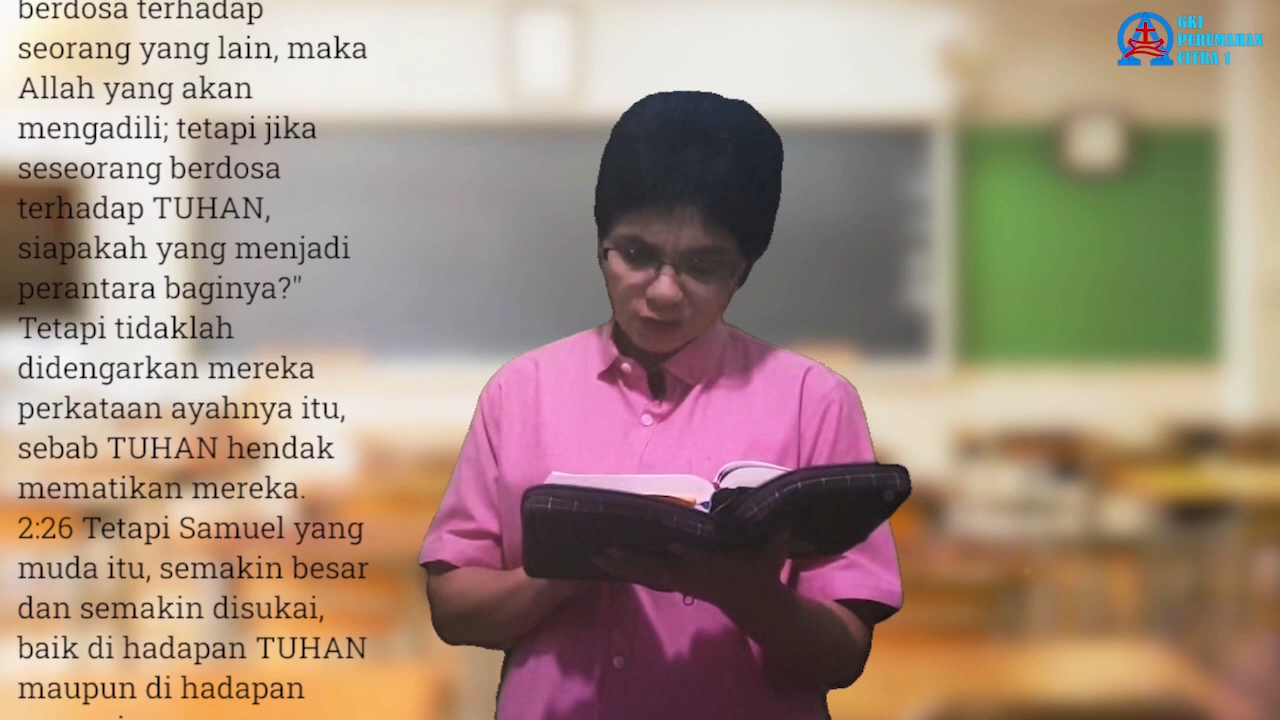 berdosa terhadap
seorang yang lain, maka
Allah yang akan
mengadili; tetapi jika
seseorang berdosa
terhadap TUHAN,
siapakah yang menjadi
perantara baginya?"
Tetapi tidaklah
didengarkan mereka
perkataan ayahnya itu,
sebab TUHAN hendak
mematikan mereka.
2:26 Tetapi Samuel yang
muda itu, semakin besar
dan semakin disukai,
baik di hadapan TUHAN
maupun di hadapan
GKI
PERUMAHAN
CITRA 1